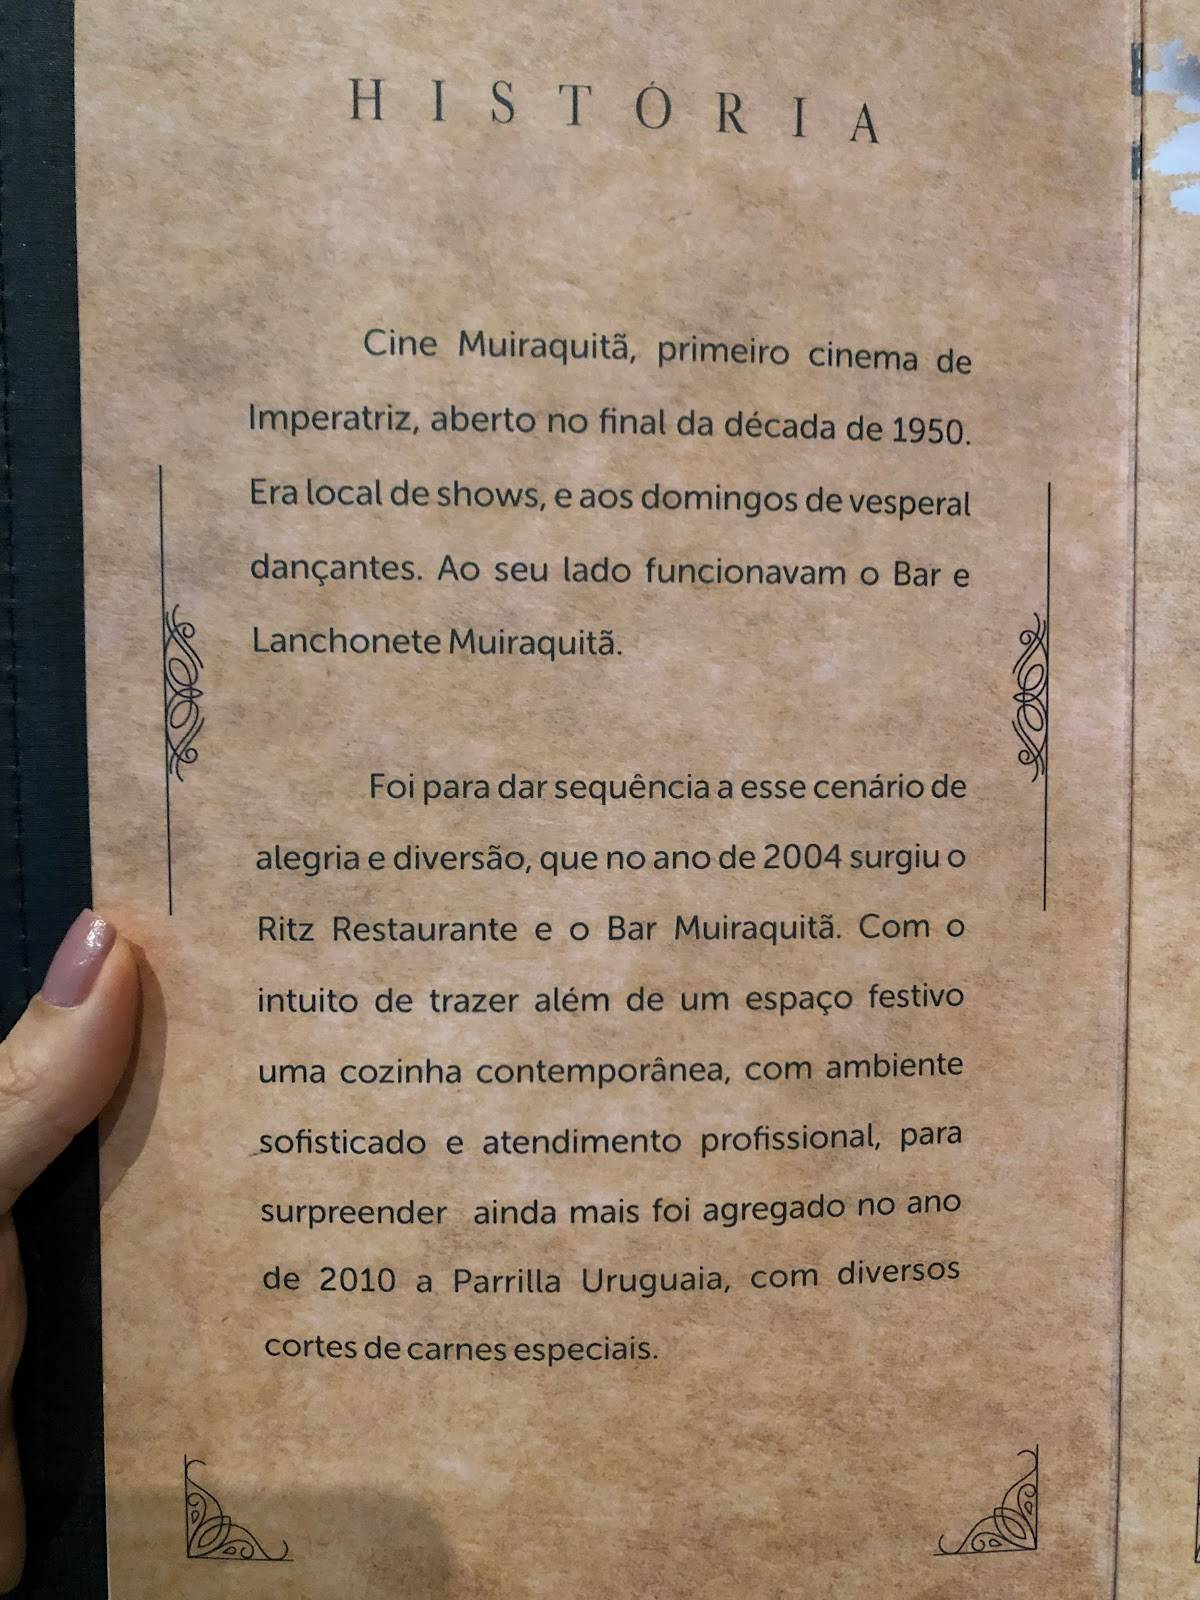 HISTÓRIA
Cine Muiraquitã, primeiro cinema de
Imperatriz, aberto no final da década de 1950.
Era local de shows, e aos domingos de vesperal
dançantes. Ao seu lado funcionavam o Bar e
Lanchonete Muiraquitã.
Foi para dar sequência a esse cenário de
alegria e diversão, que no ano de 2004 surgiu o
Ritz Restaurante e o Bar Muiraquitã. Com o
intuito de trazer além de um espaço festivo
uma cozinha contemporânea, com ambiente
sofisticado e atendimento profissional, para
surpreender ainda mais foi agregado no ano
de 2010 a Parrilla Uruguaia, com diversos
cortes de carnes especiais.